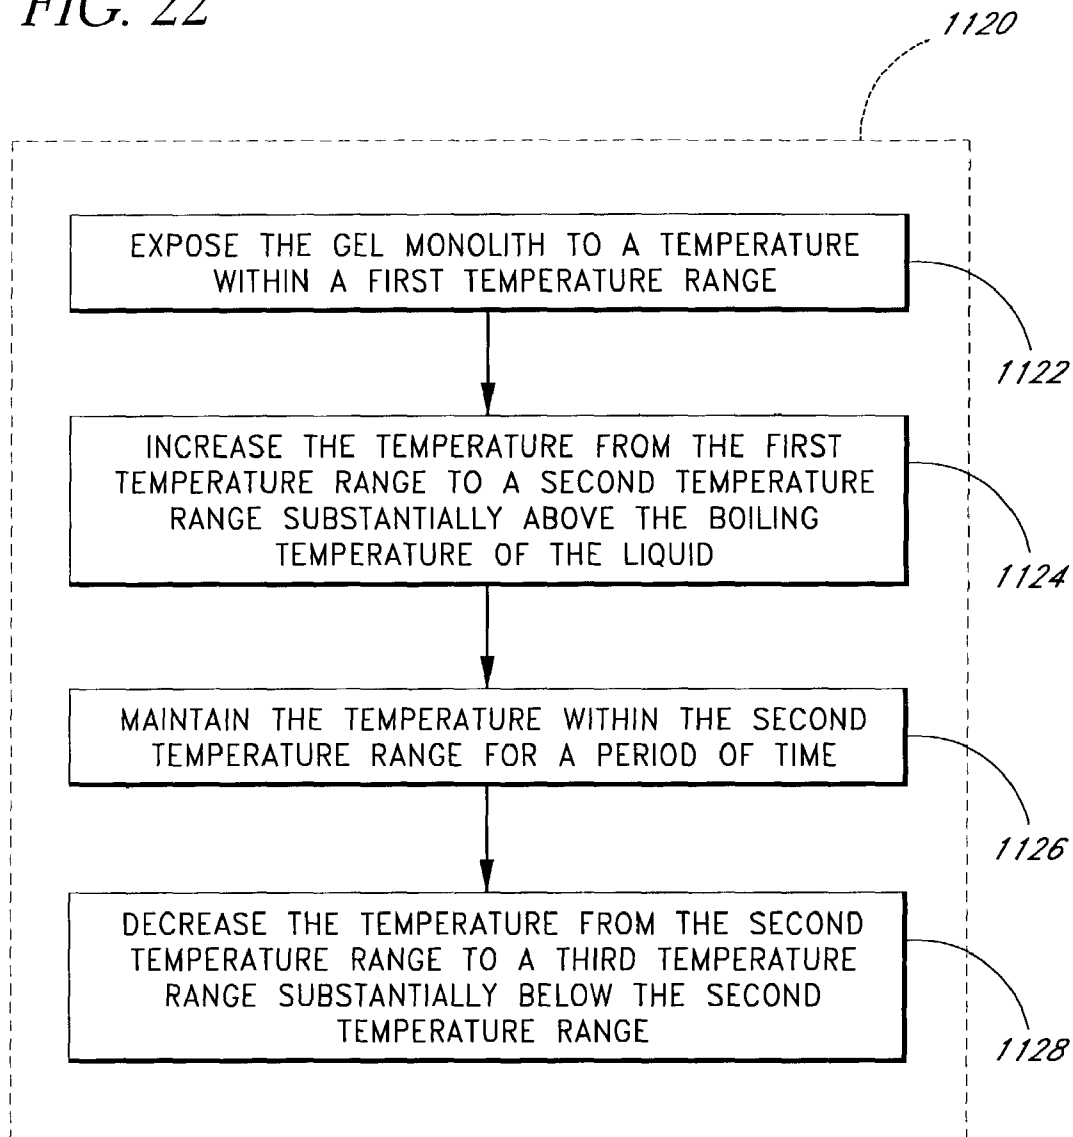 FIG. 22
1120
EXPOSE THE GEL MONOLITH TO A TEMPERATURE
WITHIN A FIRST TEMPERATURE RANGE
1122
INCREASE THE TEMPERATURE FROM THE FIRST
TEMPERATURE RANGE TO A SECOND TEMPERATURE
RANGE SUBSTANTIALLY ABOVE THE BOILING
TEMPERATURE OF THE LIQUID
1124
MAINTAIN THE TEMPERATURE WITHIN THE SECOND
TEMPERATURE RANGE FOR A PERIOD OF TIME
1126
DECREASE THE TEMPERATURE FROM THE SECOND
TEMPERATURE RANGE TO A THIRD TEMPERATURE
RANGE SUBSTANTIALLY BELOW THE SECOND
TEMPERATURE RANGE
1128